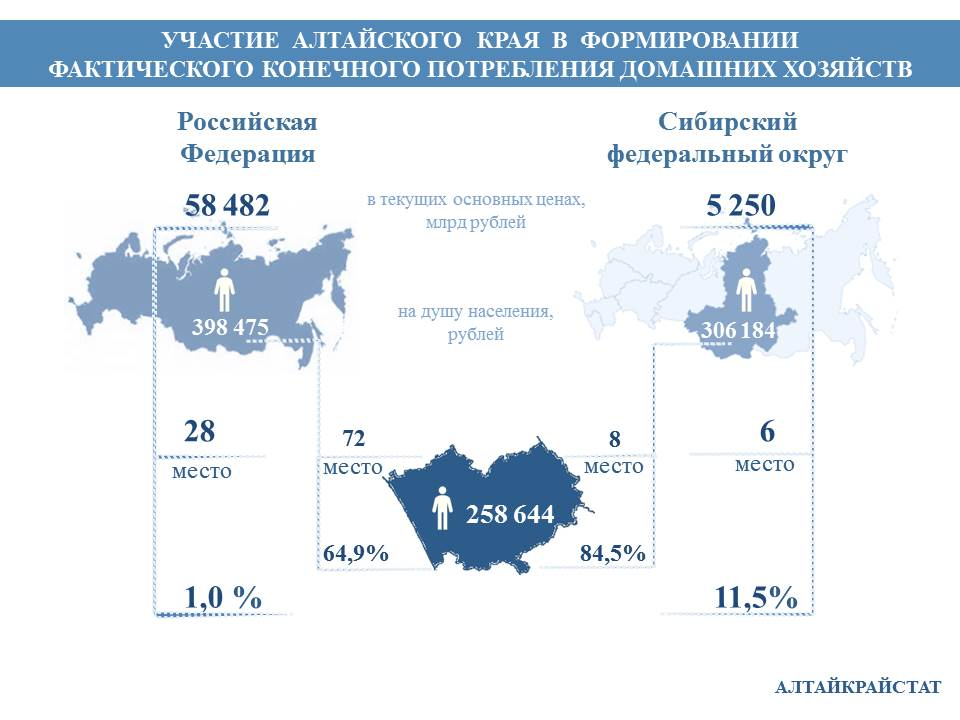 УЧАСТИЕ АЛТАЙСКОГО КРАЯ В ФОРМИРОВАНИИ
ФАКТИЧЕСКОГО КОНЕЧНОГО ПОТРЕБЛЕНИЯ ДОМАШНИХ ХОЗЯЙСТВ
Российская
Федерация
Сибирский
федеральный округ
58 482
в текущих основных ценах,
млрд рублей
5 250
398 475
на душу населения,
рублей
306 184
28
место
72
место
8
место
6
место
258 644
64,9%
84,5%
1,0 %
11,5%
АЛТАЙКРАЙСТАТ